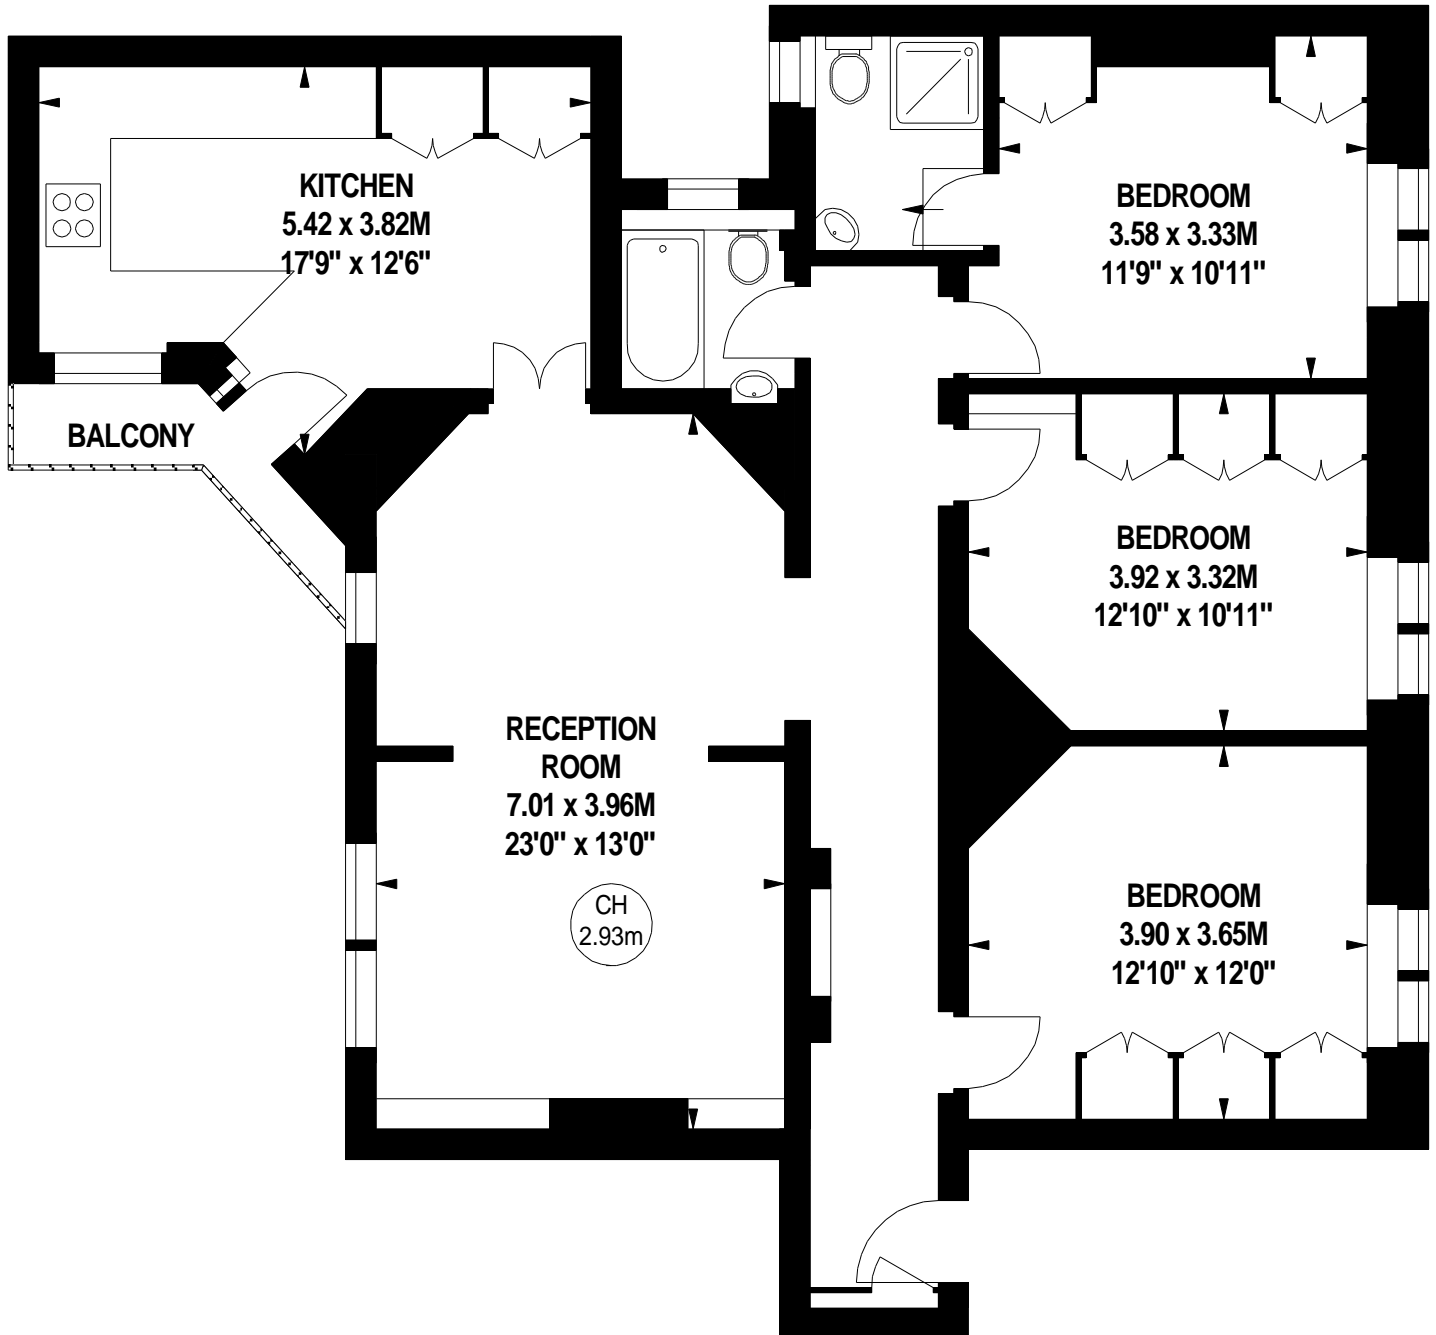 KITCHEN
5.42 x 3.82M
17'9" x 12'6"
BEDROOM
3.58 x 3.33M
11'9" x 10'11"
BALCONY
BEDROOM
3.92 x 3.32M
12'10" x 10'11"
RECEPTION
ROOM
7.01 x 3.96M
23'0" x 13'0"
CH
2.93m
BEDROOM
3.90 x 3.65M
12'10" x 12'0"